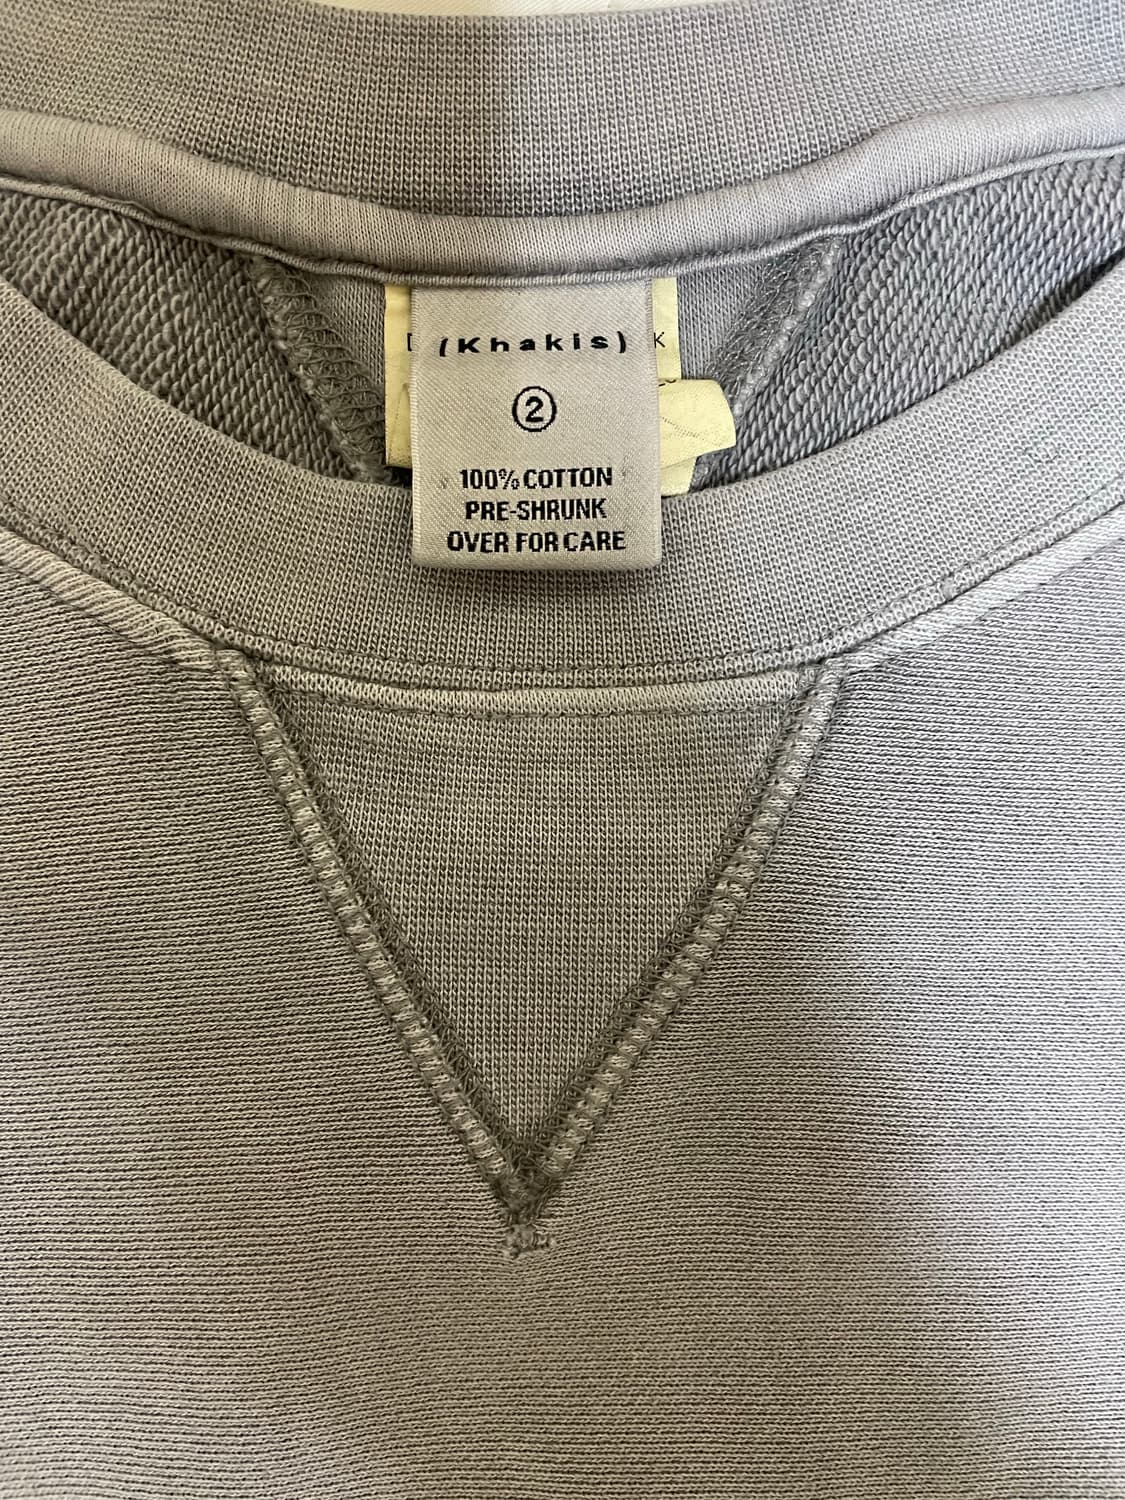 (Khakis)
2
100% COTTON
PRE-SHRUNK
OVER FOR CARE